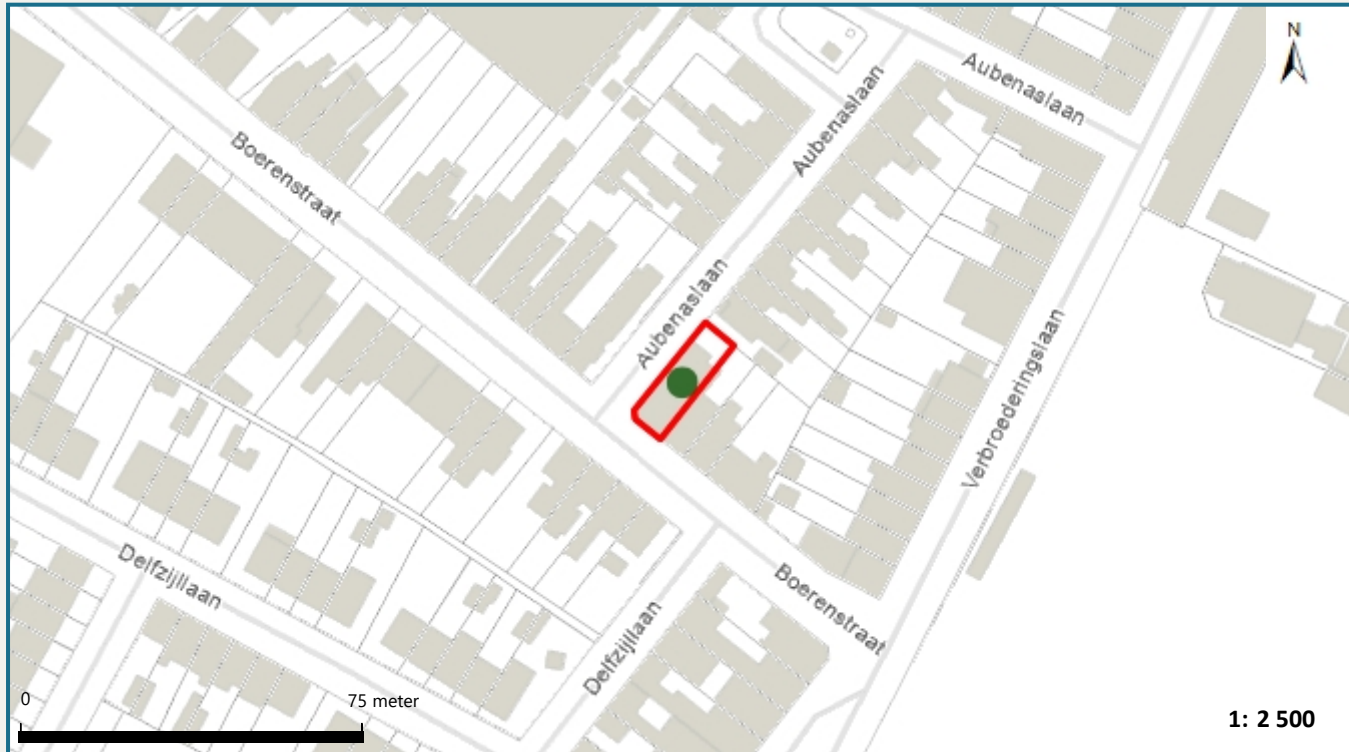 N
Aubenaslaan
Aubenaslaan
Boerenstraat
Aubenaslaan
Verbroederingslaan
Delfzijllaan
Boerenstraat
Delfzijllaan
0
75 meter
1: 2 500